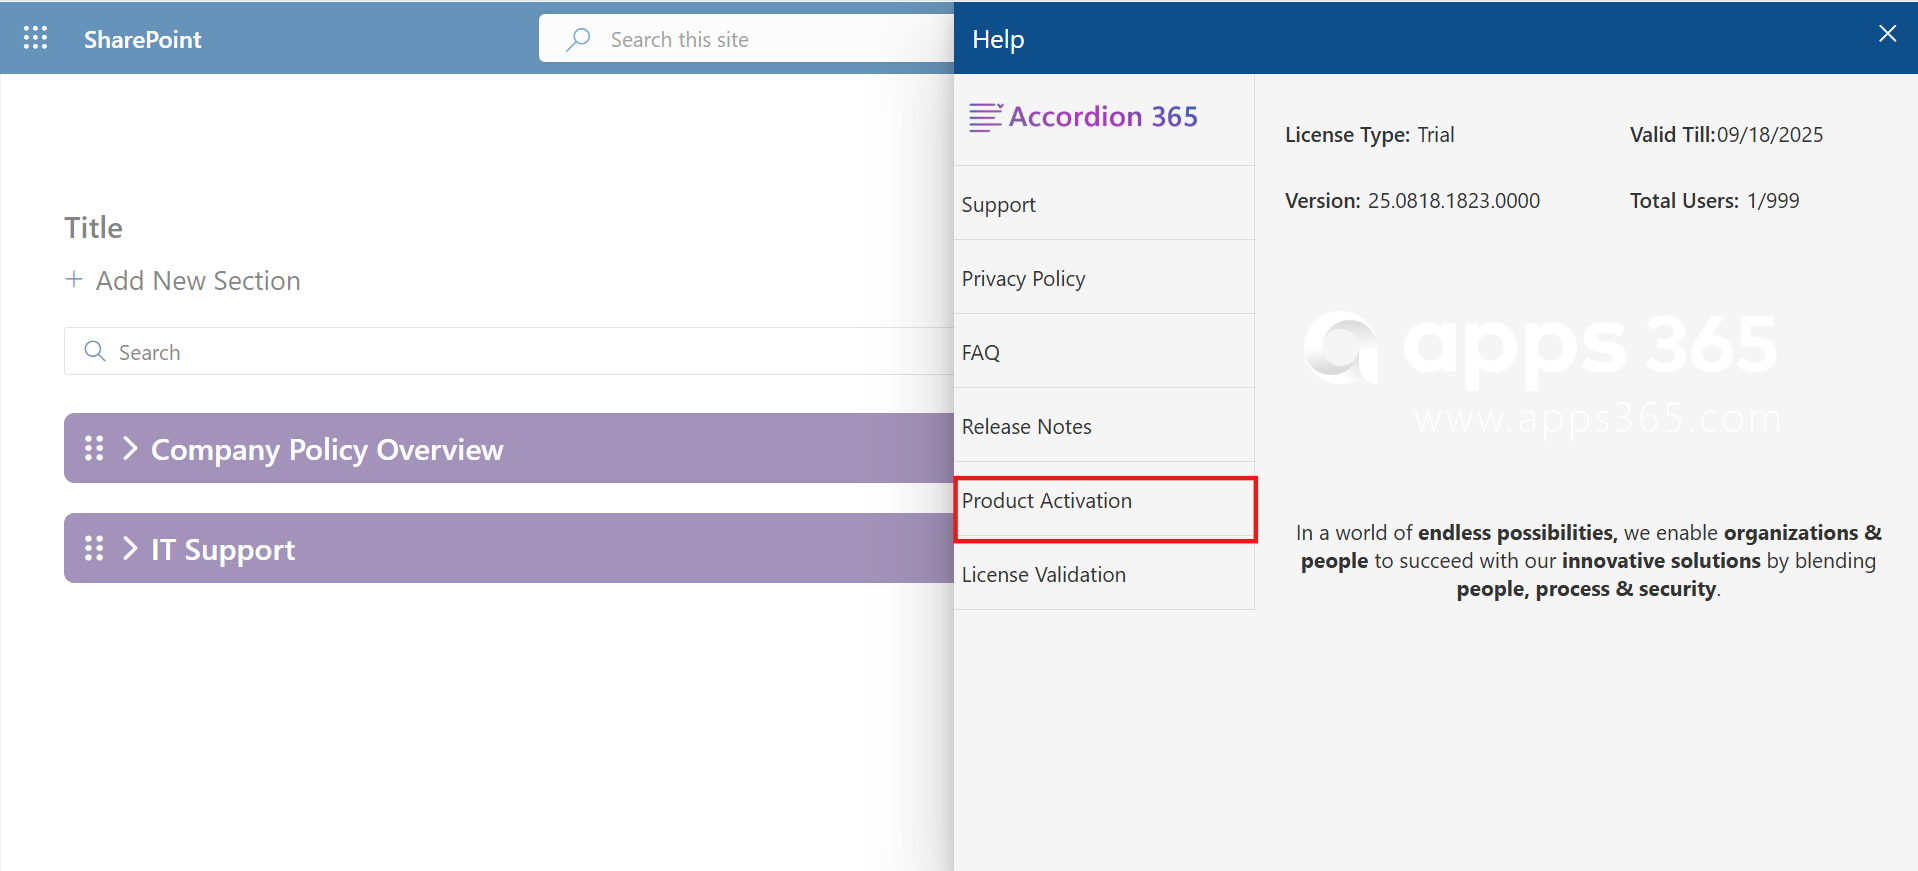 SharePoint
Search this site
Title
+ Add New Section
Search
Company Policy Overview
IT Support
Help
Accordion 365
Support
Privacy Policy
FAQ
Release Notes
Product Activation
License Validation
License Type: Trial
Valid Till:09/18/2025
Version: 25.0818.1823.0000
Total Users: 1/999
apps 365
www.apps365.com
In a world of endless possibilities, we enable organizations &
people to succeed with our innovative solutions by blending
people, process & security.